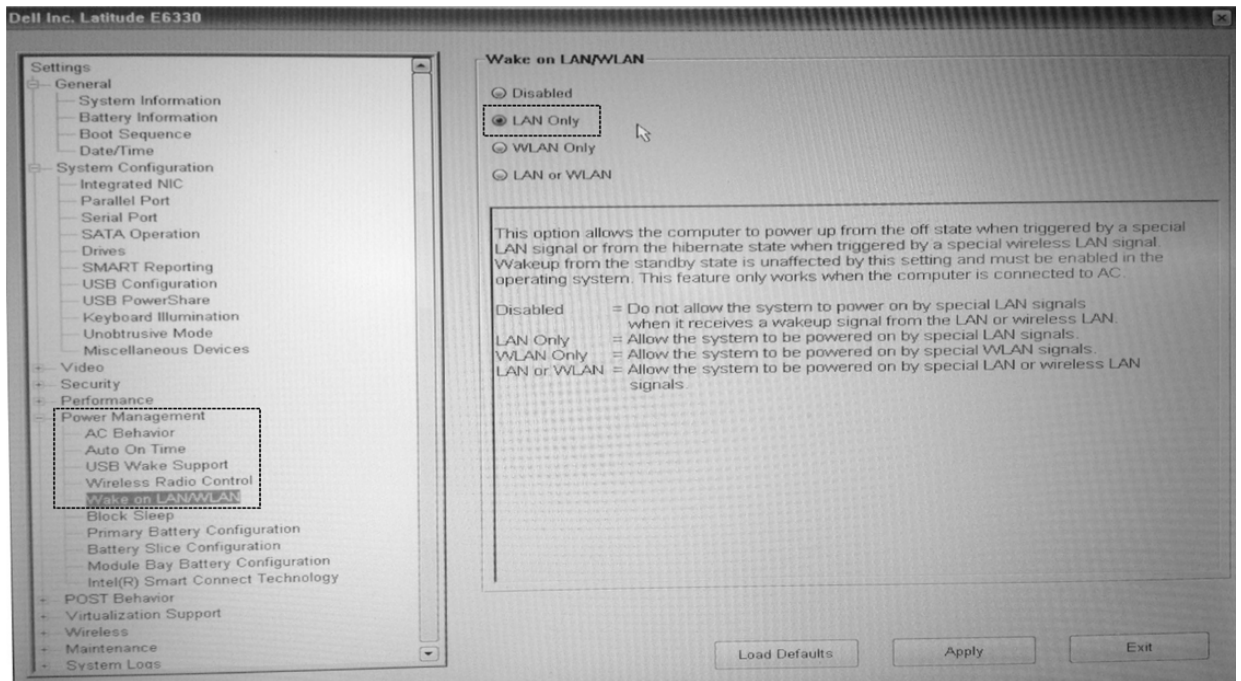 Dell Inc. Latitude E6330
Settings
General
System Information
Battery Information
Boot Sequence
Date/Time
System Configuration
Integrated NIC
Parallel Port
Serial Port
SATA Operation
Drives
SMART Reporting
USB Configuration
USB PowerShare
Keyboard Illumination
Unobtrusive Mode
Miscellaneous Devices
Video
Security
Performance
Power Management
AC Behavior
Auto On Time
USB Wake Support
Wireless Radio Control
Wake on LAN/WLAN
Block Sleep
Primary Battery Configuration
Battery Slice Configuration
Module Bay Battery Configuration
Intel(R) Smart Connect Technology
POST Behavior
Virtualization Support
Wireless
Maintenance
System Logs
Wake on LAN/WLAN
Disabled
LAN Only
WLAN Only
LAN or WLAN
This option allows the computer to power up from the off state when triggered by a special
LAN signal or from the hibernate state when triggered by a special wireless LAN signal.
Wakeup from the standby state is unaffected by this setting and must be enabled in the
operating system. This feature only works when the computer is connected to AC.
Disabled = Do not allow the system to power on by special LAN signals
when it receives a wakeup signal from the LAN or wireless LAN.
LAN Only = Allow the system to be powered on by special LAN signals.
WLAN Only = Allow the system to be powered on by special WLAN signals.
LAN or WLAN = Allow the system to be powered on by special LAN or wireless LAN
signals.
Load Defaults
Apply
Exit